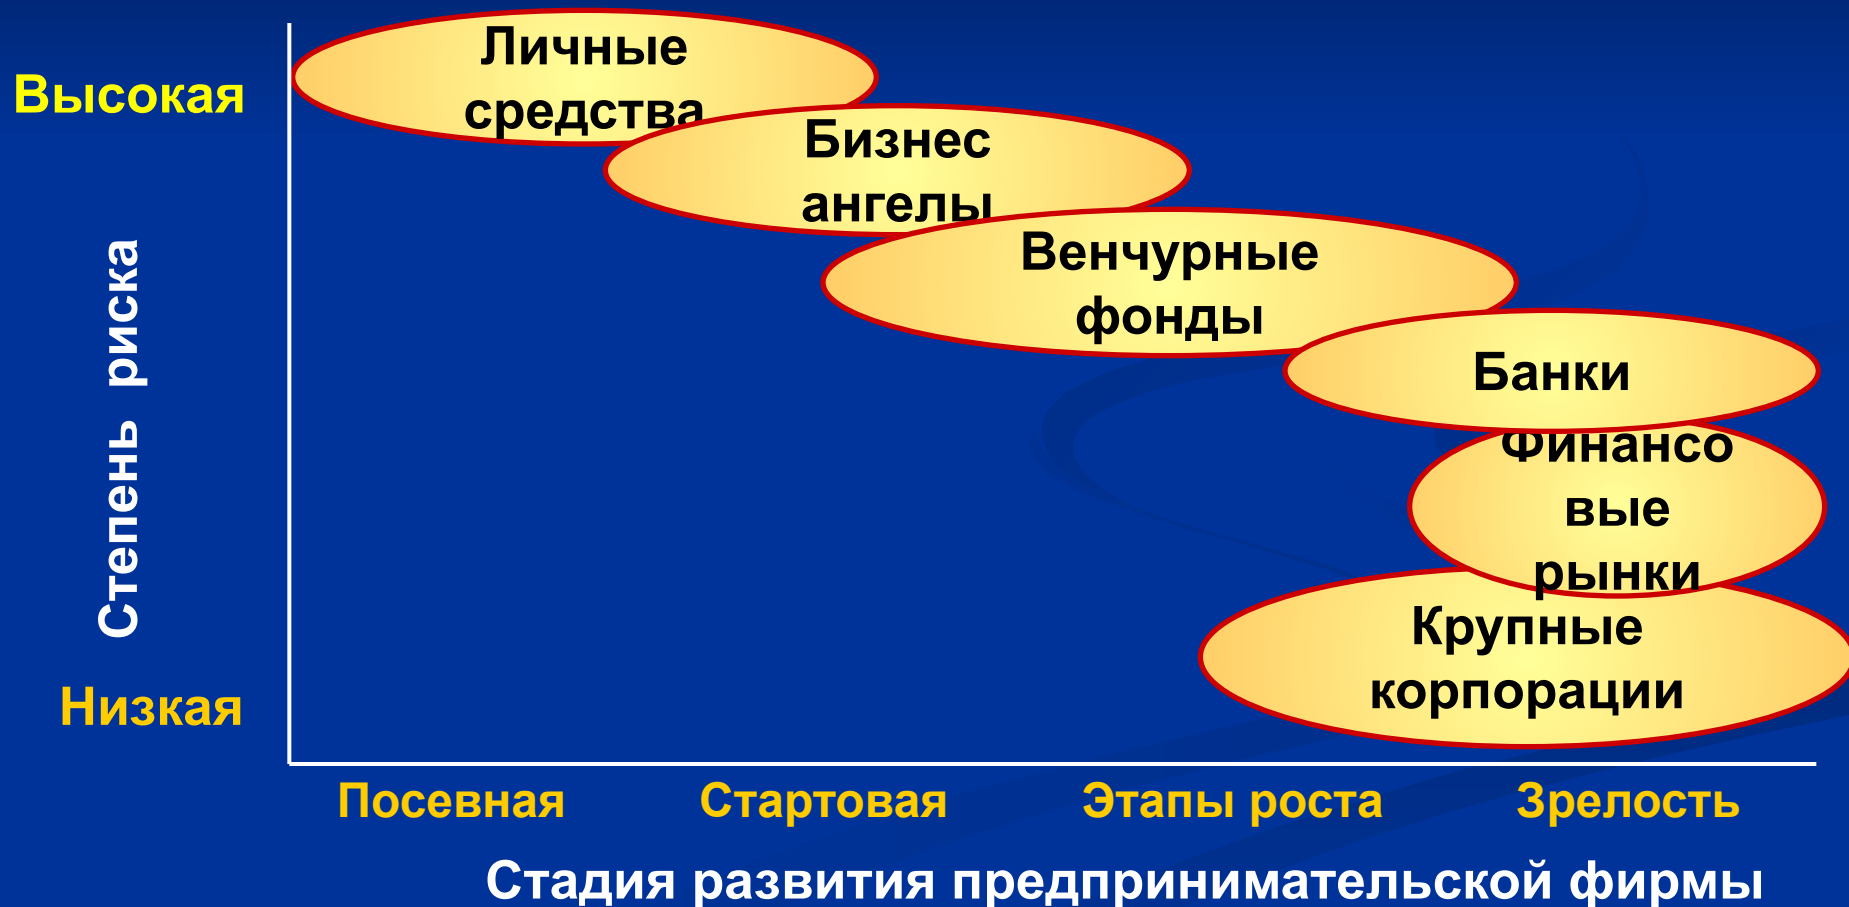 Личные
средства
Высокая
Бизнес
ангелы
Венчурные
фонды
Степень риска
Банки
Финансо
вые
рынки
Крупные
корпорации
Низкая
Посевная Стартовая Этапы роста Зрелость
Стадия развития предпринимательской фирмы